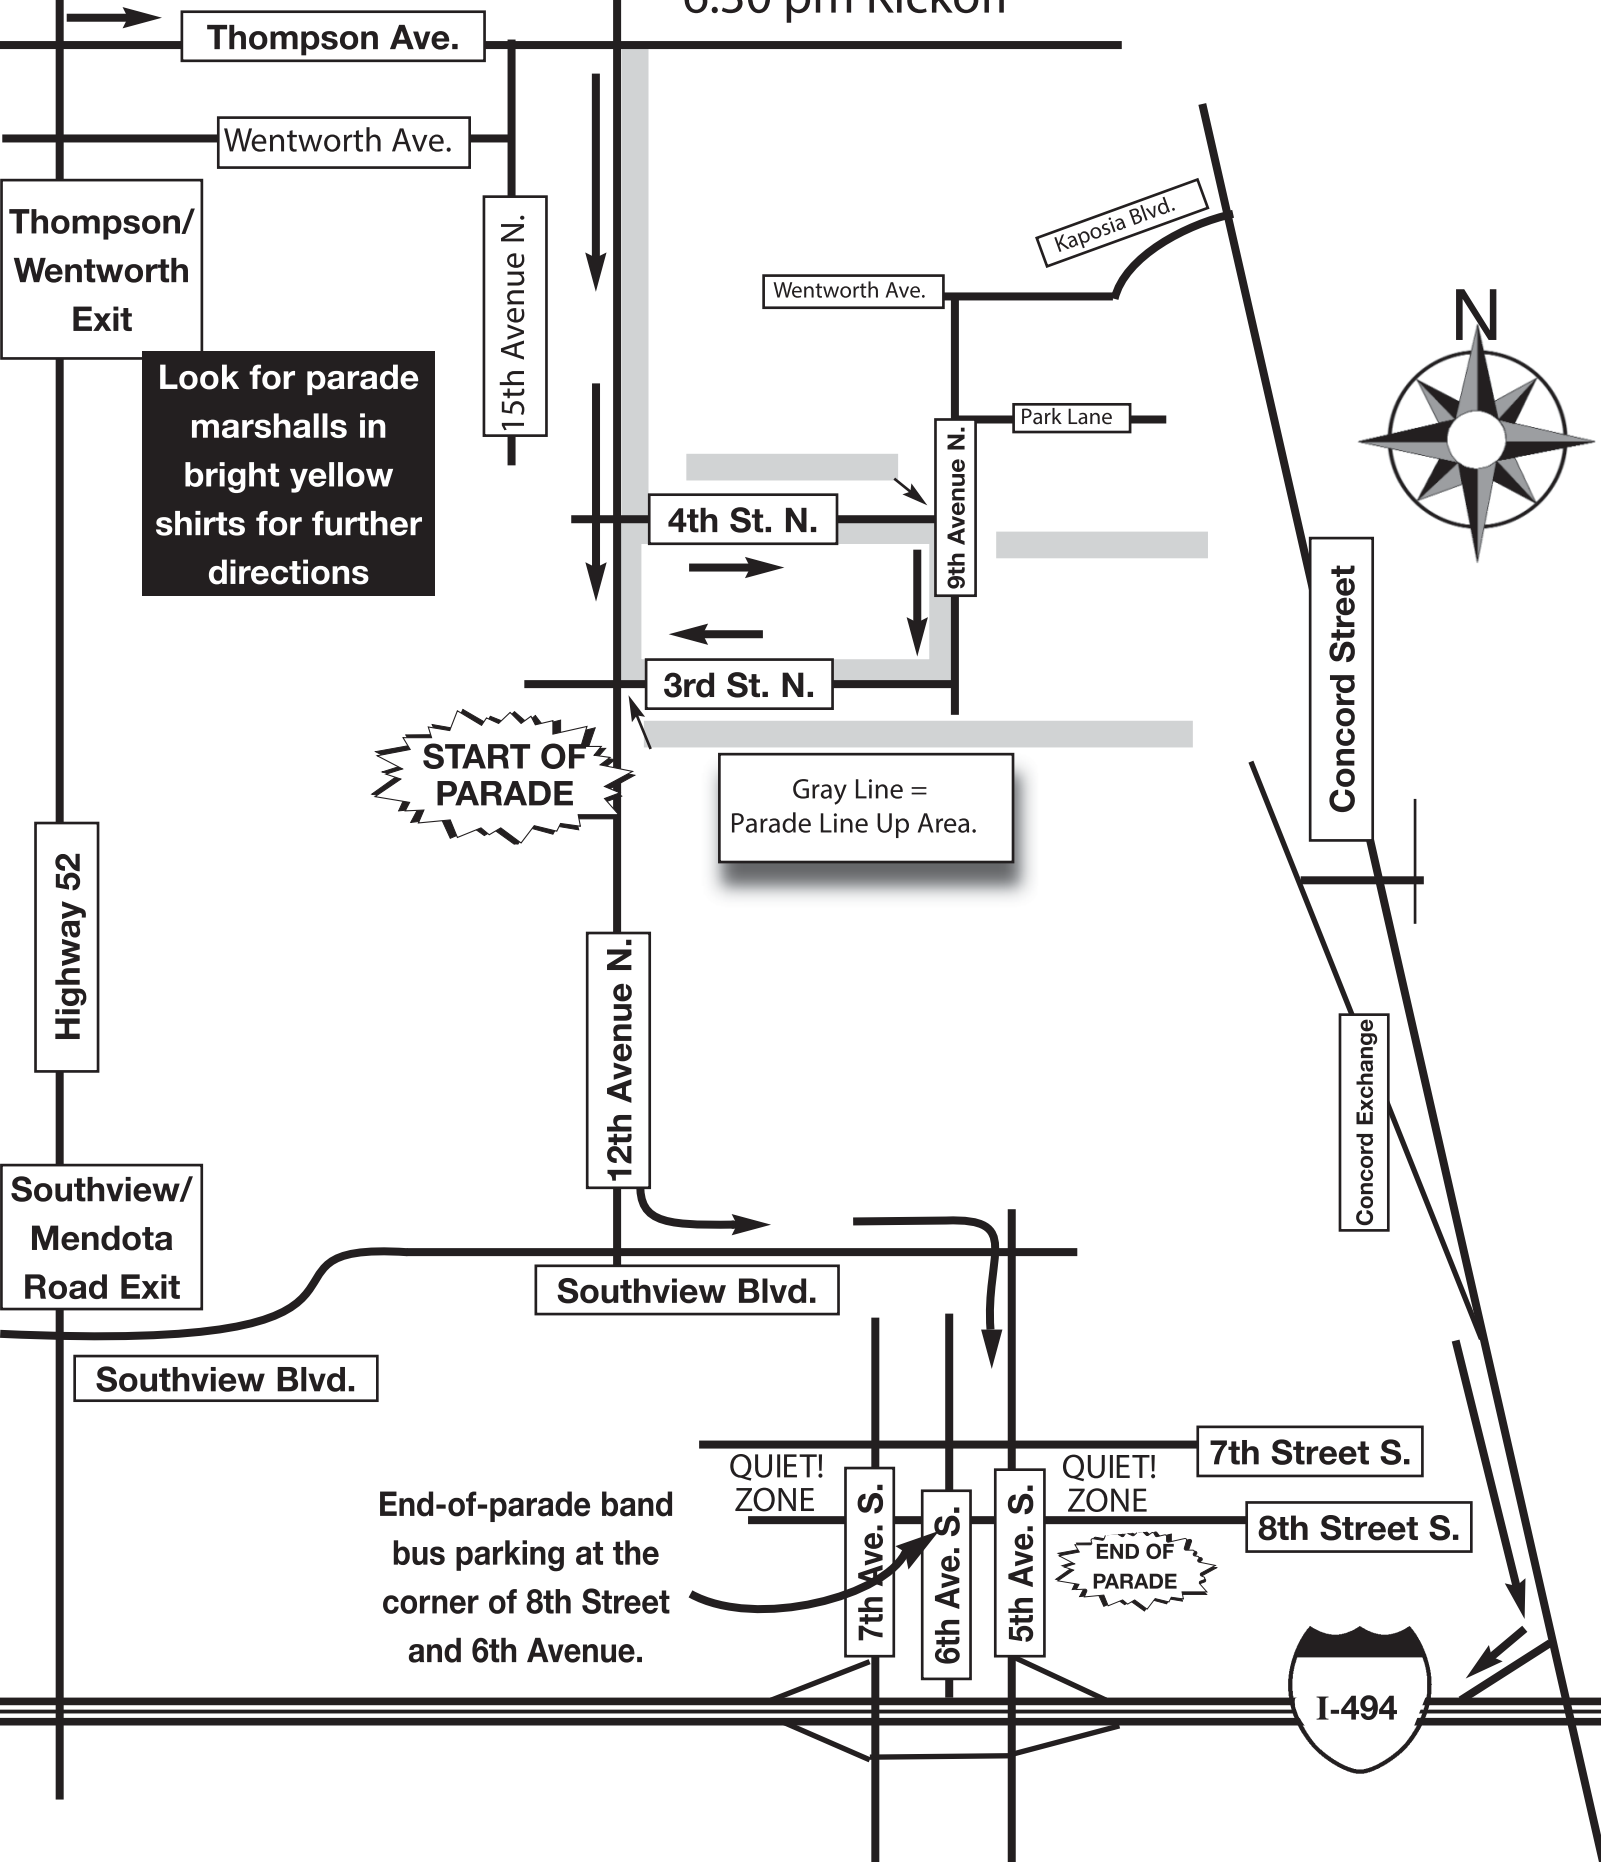 6:30 pm Kickoff
Thompson Ave.
Wentworth Ave.
Thompson/
Wentworth
Exit
15th Avenue N.
Kaposia Blvd.
Wentworth Ave.
N
Look for parade
marshalls in
bright yellow
shirts for further
directions
Park Lane
9th Avenue N.
4th St. N.
3rd St. N.
Concord Street
START OF
PARADE
Gray Line =
Parade Line Up Area.
Highway 52
12th Avenue N.
Concord Exchange
Southview/
Mendota
Road Exit
Southview Blvd.
Southview Blvd.
7th Street S.
QUIET!
ZONE
QUIET!
ZONE
7th Ave. S.
6th Ave. S.
5th Ave. S.
8th Street S.
End-of-parade band
bus parking at the
corner of 8th Street
and 6th Avenue.
END OF
PARADE
I-494